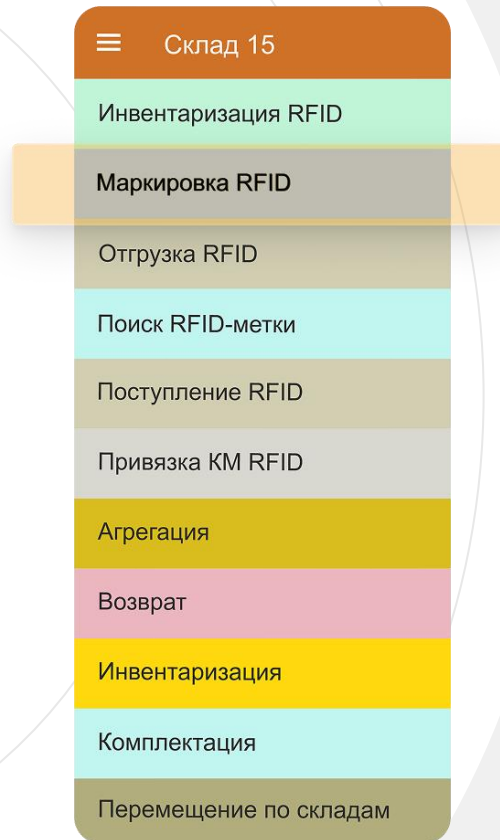 Склад 15
Инвентаризация RFID
Маркировка RFID
Отгрузка RFID
Поиск RFID-метки
Поступление RFID
Привязка КМ RFID
Агрегация
Возврат
Инвентаризация
Комплектация
Перемещение по складам